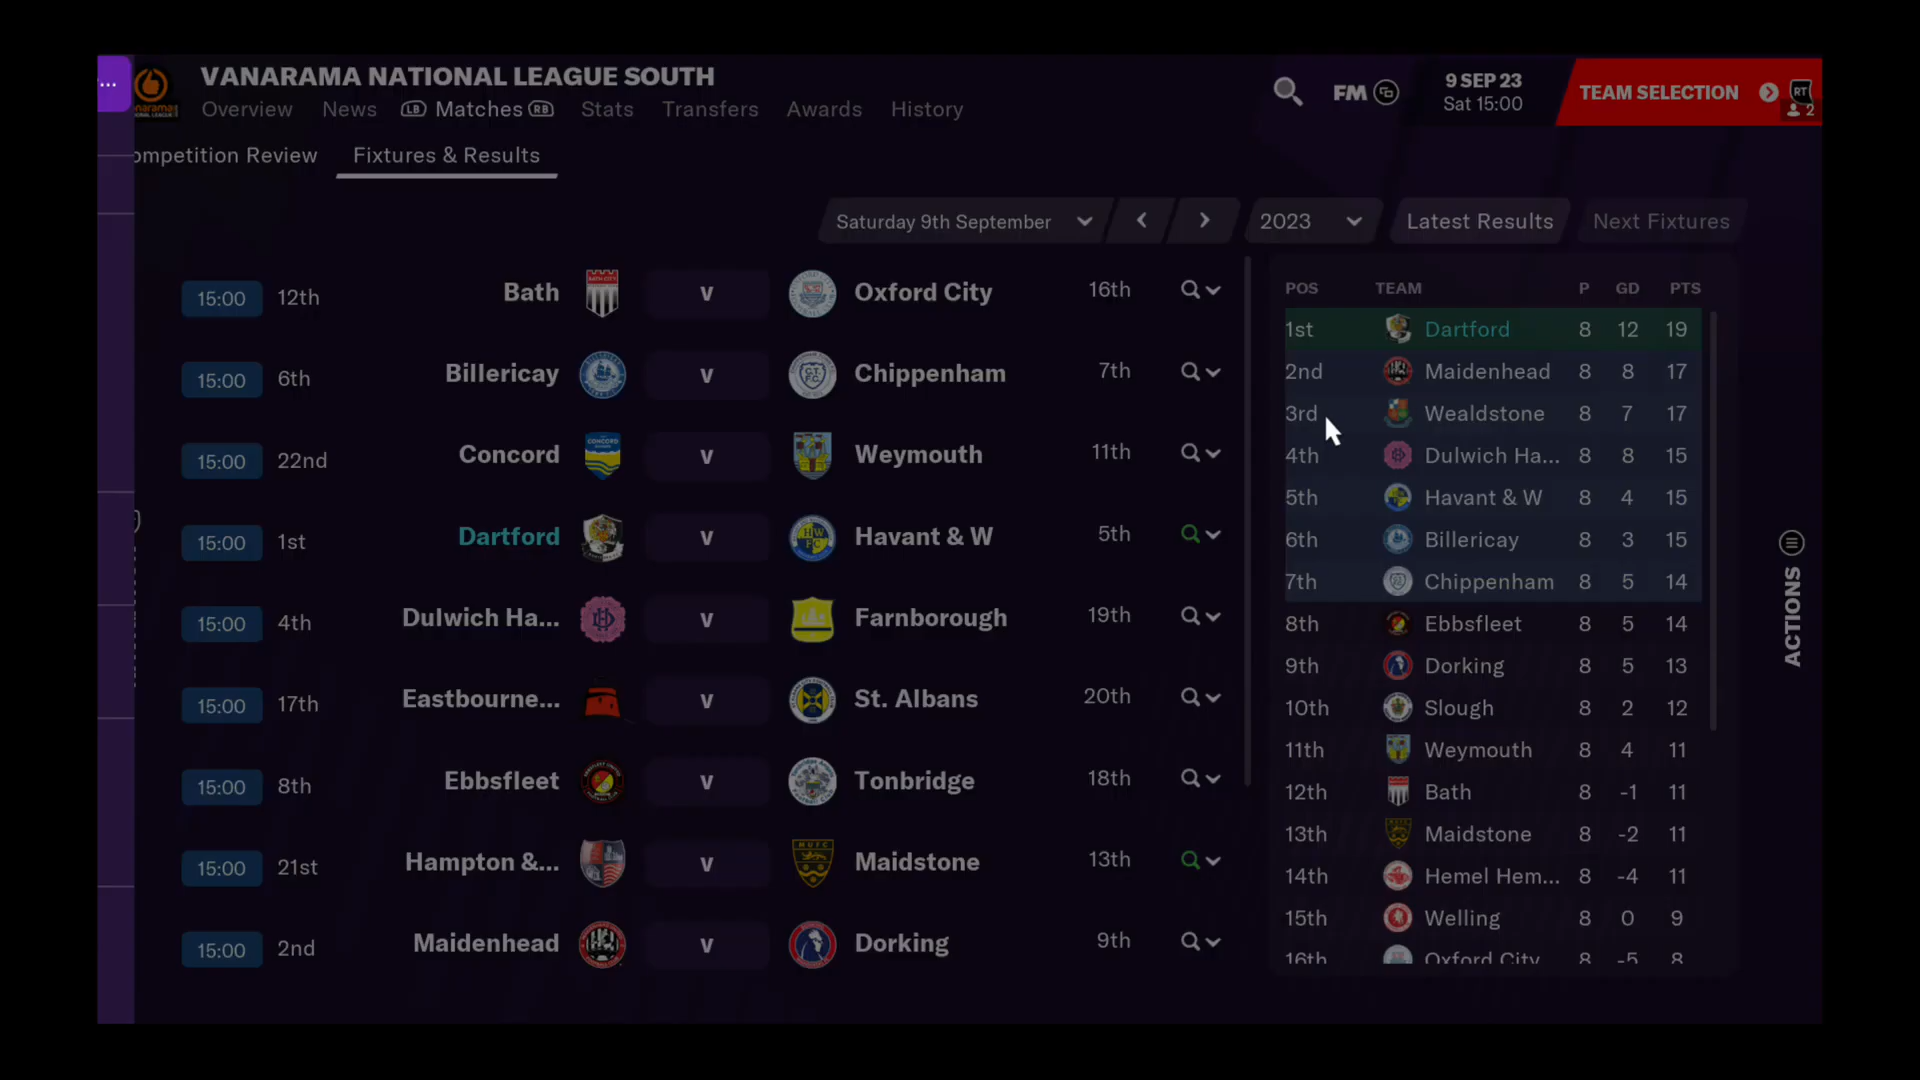 VANARAMA NATIONAL LEAGUE SOUTH
Overview News LB Matches RB Stats Transfers Awards History
FM
9 SEP 23
Sat 15:00
TEAM SELECTION
RT
2
ompetition Review Fixtures & Results
Saturday 9th September 2023 Latest Results Next Fixtures
15:00 12th Bath v Oxford City 16th
15:00 6th Billericay v Chippenham 7th
15:00 22nd Concord v Weymouth 11th
15:00 1st Dartford v Havant & W 5th
15:00 4th Dulwich Ha... v Farnborough 19th
15:00 17th Eastbourne... v St. Albans 20th
15:00 8th Ebbsfleet v Tonbridge 18th
15:00 21st Hampton &... v Maidstone 13th
15:00 2nd Maidenhead v Dorking 9th
POS TEAM P GD PTS
1st Dartford 8 12 19
2nd Maidenhead 8 8 17
3rd Wealdstone 8 7 17
4th Dulwich Ha... 8 8 15
5th Havant & W 8 4 15
6th Billericay 8 3 15
7th Chippenham 8 5 14
8th Ebbsfleet 8 5 14
9th Dorking 8 5 13
10th Slough 8 2 12
11th Weymouth 8 4 11
12th Bath 8 -1 11
13th Maidstone 8 -2 11
14th Hemel Hem... 8 -4 11
15th Welling 8 0 9
16th Oxford City 8 -5 8
ACTIONS